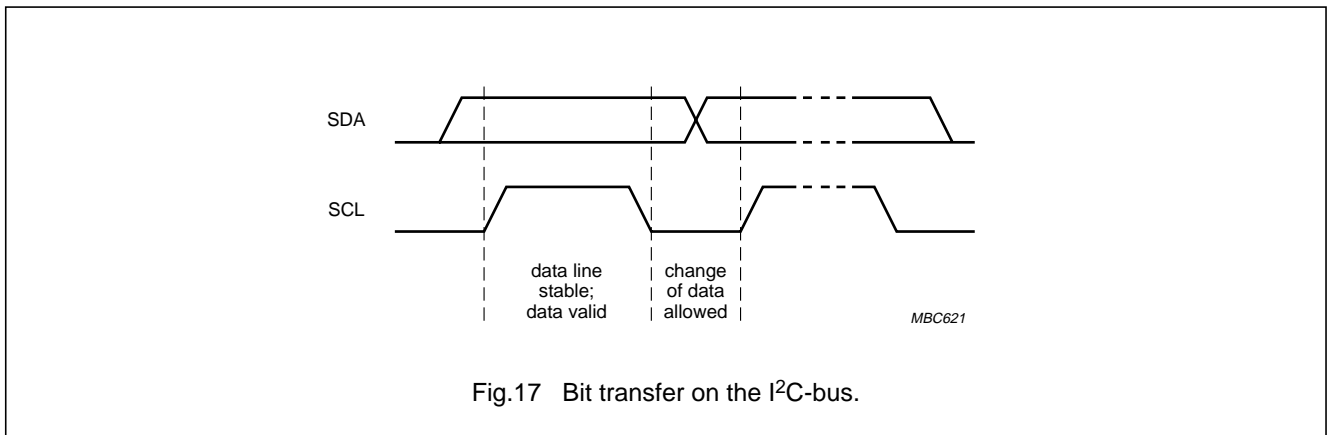 SDA
SCL
data line
stable;
data valid
change
of data
allowed
MBC621
Fig.17 Bit transfer on the I²C-bus.